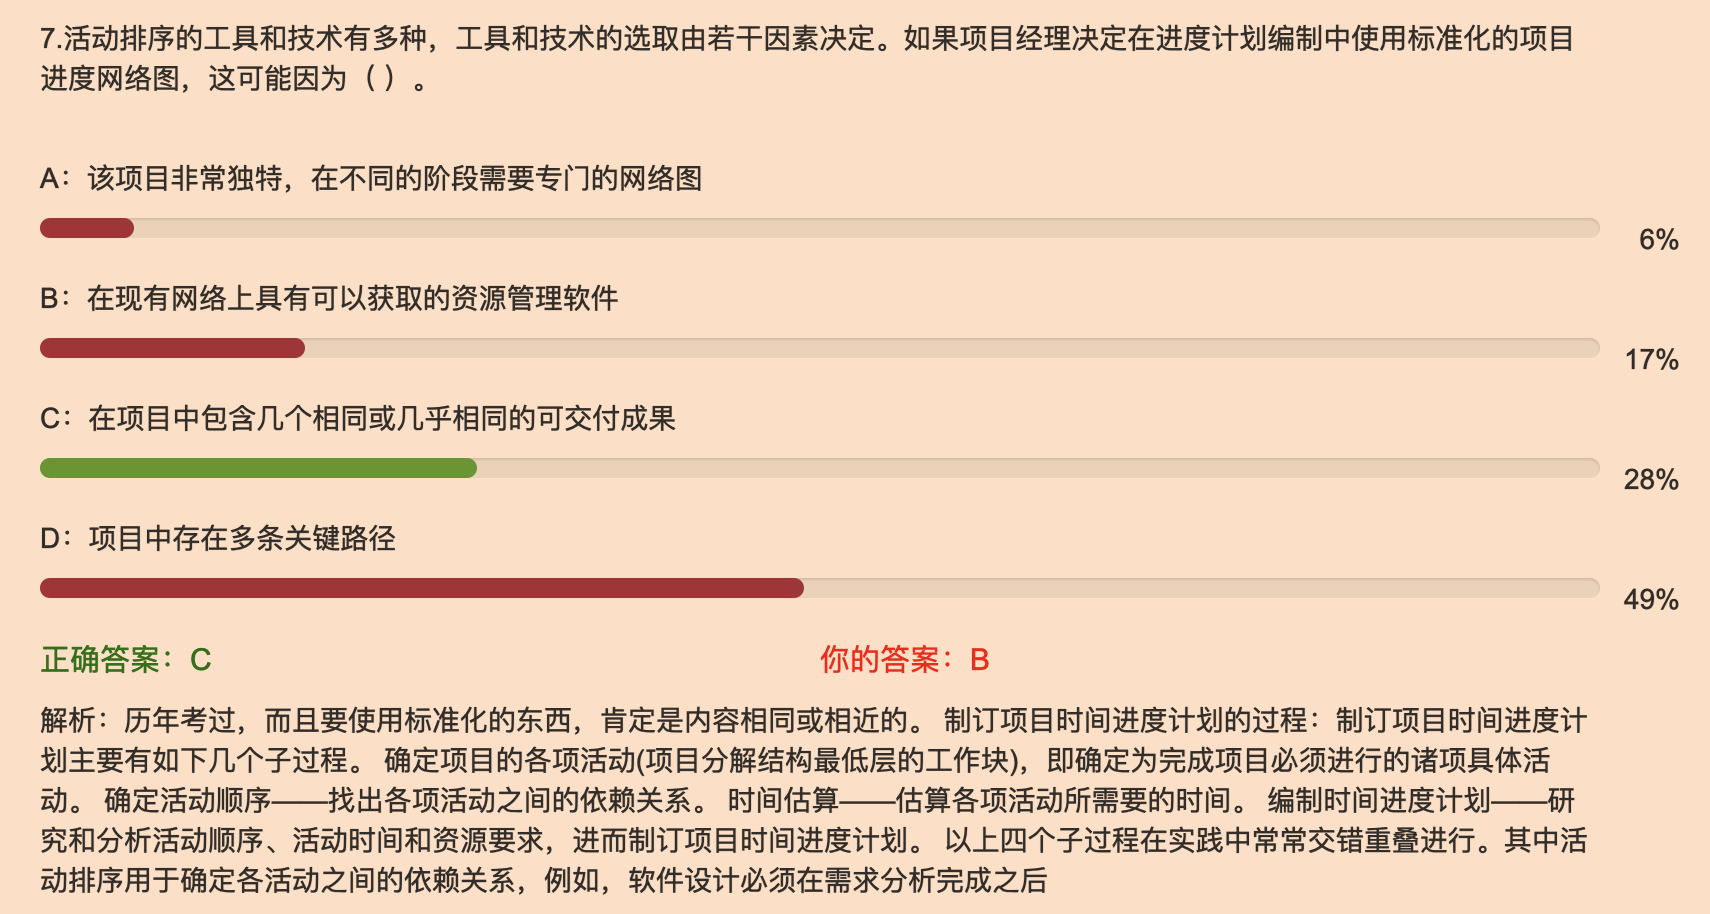 7.活动排序的工具和技术有多种，工具和技术的选取由若干因素决定。如果项目经理决定在进度计划编制中使用标准化的项目
进度网络图，这可能因为（ ）。
A：该项目非常独特，在不同的阶段需要专门的网络图
6%
B：在现有网络上具有可以获取的资源管理软件
17%
C：在项目中包含几个相同或几乎相同的可交付成果
28%
D：项目中存在多条关键路径
49%
正确答案：C 你的答案：B
解析：历年考过，而且要使用标准化的东西，肯定是内容相同或相近的。 制订项目时间进度计划的过程：制订项目时间进度计
划主要有如下几个子过程。 确定项目的各项活动(项目分解结构最低层的工作块)，即确定为完成项目必须进行的诸项具体活
动。 确定活动顺序——找出各项活动之间的依赖关系。 时间估算——估算各项活动所需要的时间。 编制时间进度计划——研
究和分析活动顺序、活动时间和资源要求，进而制订项目时间进度计划。 以上四个子过程在实践中常常交错重叠进行。其中活
动排序用于确定各活动之间的依赖关系，例如，软件设计必须在需求分析完成之后